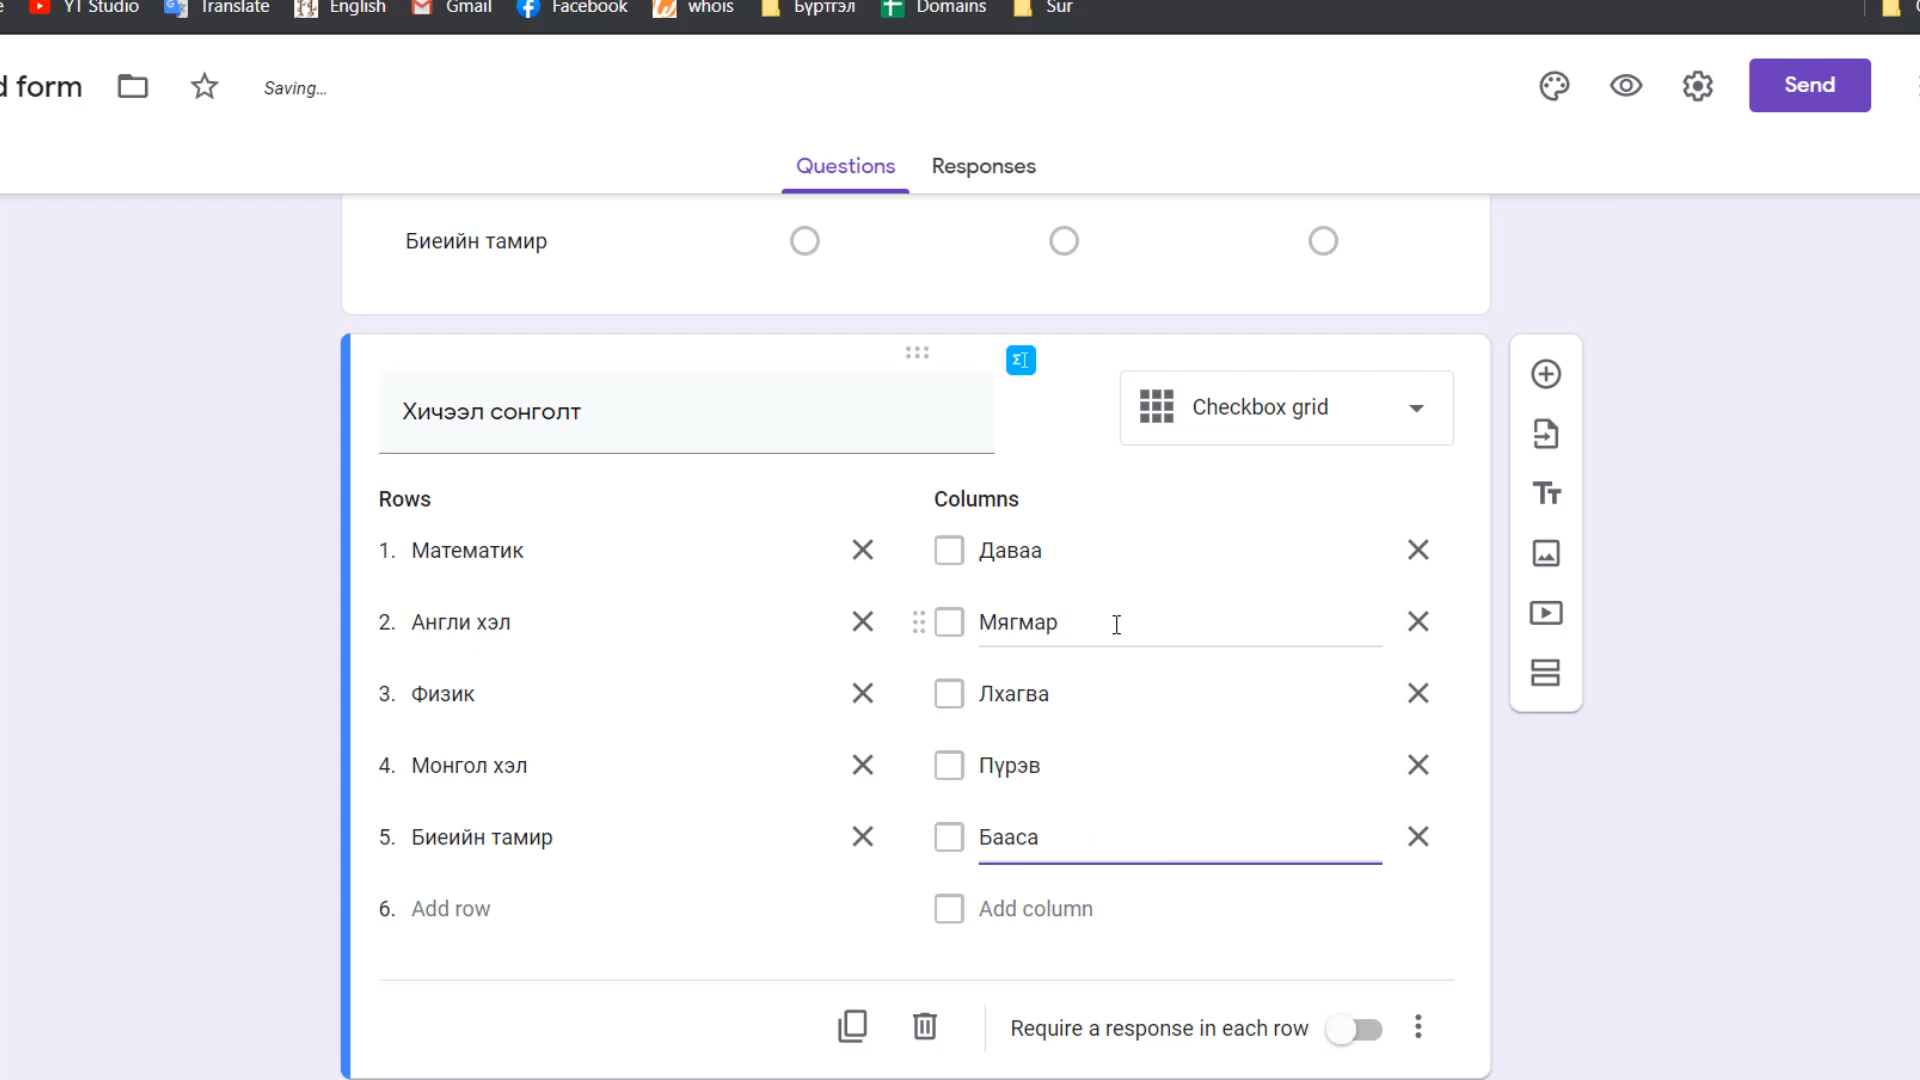 YT Studio Translate English Gmail Facebook whois Бүртгэл Domains Sur
d form Saving... Send
Questions Responses
Биеийн тамир
Хичээл сонголт
Checkbox grid
Rows Columns
1. Математик Даваа
2. Англи хэл Мягмар
3. Физик Лхагва
4. Монгол хэл Пүрэв
5. Биеийн тамир Бааса
6. Add row Add column
Require a response in each row